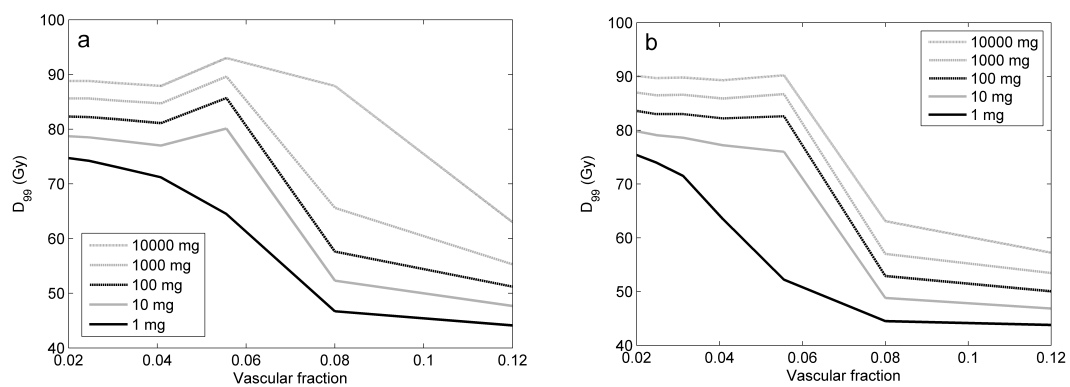 a
100
90
80
70
60
50
40
D99 (Gy)
10000 mg
1000 mg
100 mg
10 mg
1 mg
0.02 0.04 0.06 0.08 0.1 0.12
Vascular fraction
b
100
90
80
70
60
50
40
D99 (Gy)
10000 mg
1000 mg
100 mg
10 mg
1 mg
0.02 0.04 0.06 0.08 0.1 0.12
Vascular fraction